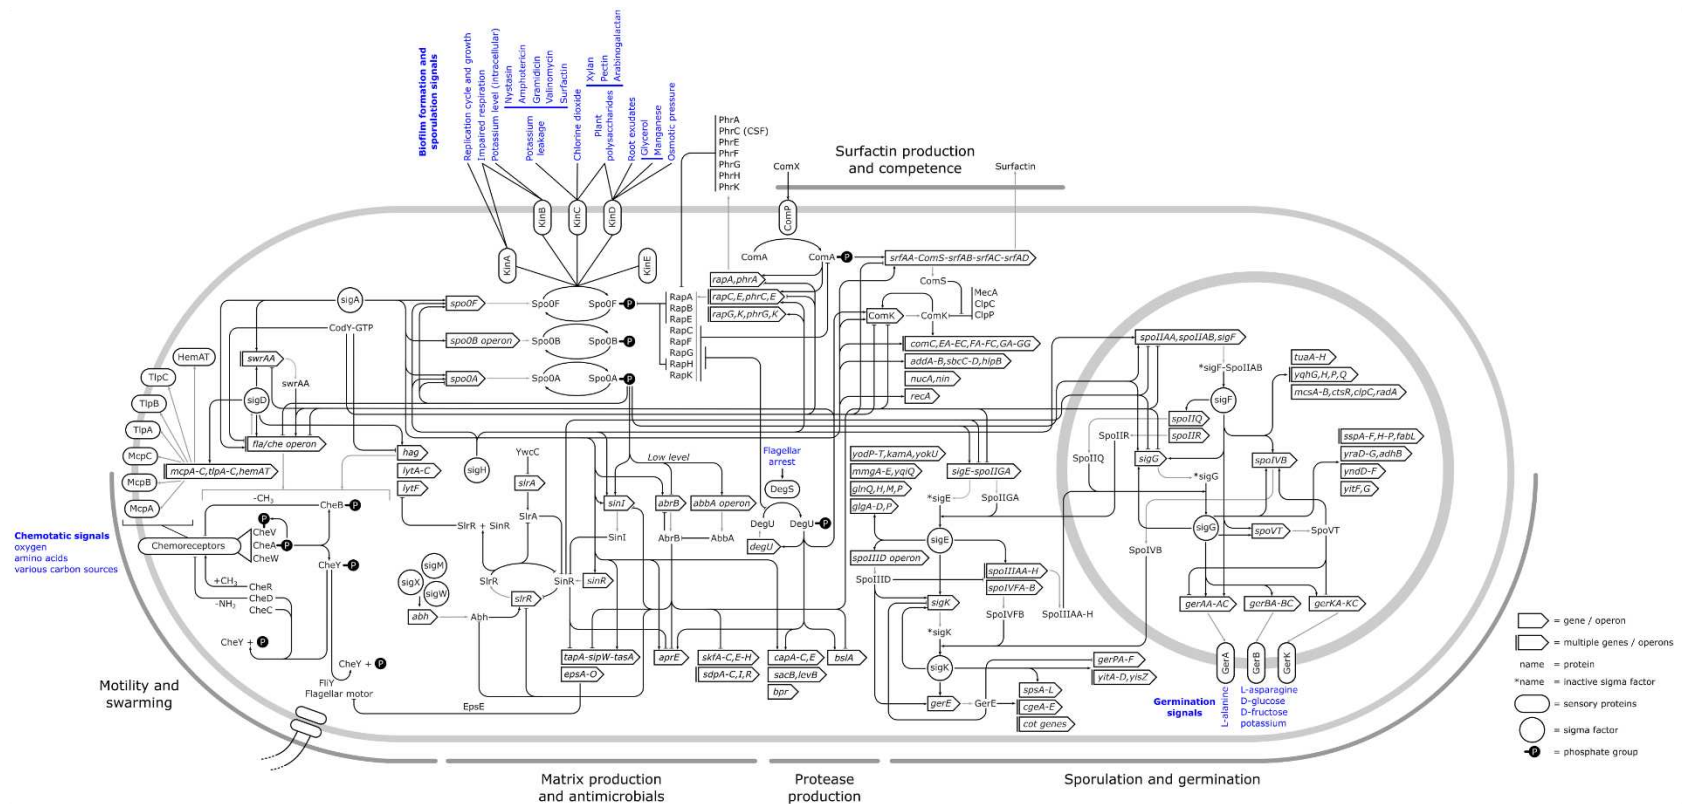 Biofilm formation and
sporulation signals
Replication cycle and growth
Impaired respiration
Potassium level (intracellular)
Nystasin
Amphotericin
Gramidicin
Valinomycin
Surfactin
Potassium
leakage
Chlorine dioxide
Xylan
Pectin
Arabinogalactan
Plant
polysaccharides
Root exudates
Glycerol
Manganese
Osmotic pressure
PhrA
PhrC (CSF)
PhrE
PhrF
PhrG
PhrH
PhrK
Surfactin production
and competence
ComX
Surfactin
KinA
KinB
KinC
KinD
KinE
ComP
ComA
ComA
P
srfAA-ComS-srfAB-srfAC-srfAD
ComS
MecA
ClpC
ClpP
sigA
spo0F
Spo0F
Spo0F
P
RapA
RapB
RapE
RapC
RapF
RapG
RapH
RapK
rapA,phrA
rapC,E,phrC,E
rapG,K,phrG,K
ComK
ComK
CodY-GTP
spo0B operon
Spo0B
Spo0B
P
comC,EA-EC,FA-FC,GA-GG
addA-B,sbcC-D,hipB
nucA,nin
recA
spo0A
Spo0A
Spo0A
P
swrAA
swrAA
HemAT
TlpC
TlpB
TlpA
McpC
McpB
McpA
sigD
fla/che operon
mcpA-C,tlpA-C,hemAT
hag
lytA-C
lytF
sigH
YwcC
slrA
SlrA
SlrR + SinR
SlrR
SinR
slrR
sinR
Low level
sinI
SinI
abrB
AbrB
abbA operon
AbbA
Flagellar
arrest
DegS
DegU
DegU
P
degU
Chemotatic signals
oxygen
amino acids
various carbon sources
Chemoreceptors
-CH3
CheB
P
P
CheV
CheA
P
CheW
CheY
P
+CH3
CheR
CheD
-NH3
CheC
CheY +
P
CheY +
P
FliY
Flagellar motor
EpsE
sigM
sigX
sigW
abh
Abh
tapA-sipW-tasA
epsA-O
aprE
skfA-C,E-H
sdpA-C,I,R
capA-C,E
sacB,levB
bpr
bslA
yodP-T,kamA,yokU
mmgA-E,yqiQ
glnQ,H,M,P
glgA-D,P
sigE-spoIIGA
*sigE
SpoIIGA
sigE
spoIIID operon
SpoIIID
spoIIIAA-H
spoIVFA-B
SpoIVFB
SpoIIIAA-H
sigK
*sigK
sigK
gerE
GerE
gerPA-F
yitA-D,yisZ
spsA-L
cgeA-E
cot genes
spoIIAA,spoIIAB,sigF
*sigF-SpoIIAB
sigF
tuaA-H
yqhG,H,P,Q
mcsA-B,ctsR,clpC,radA
spoIIQ
spoIIR
SpoIIR
SpoIIQ
sigG
*sigG
spoIVB
sspA-F,H-P,fabL
yraD-G,adhB
yndD-F
yitF,G
sigG
spoVT
SpoVT
SpoIVB
gerAA-AC
gerBA-BC
gerKA-KC
GerA
GerB
GerK
Germination
signals
L-alanine
L-asparagine
D-glucose
D-fructose
potassium
= gene / operon
= multiple genes / operons
name = protein
*name = inactive sigma factor
= sensory proteins
= sigma factor
P = phosphate group
Motility and
swarming
Matrix production
and antimicrobials
Protease
production
Sporulation and germination